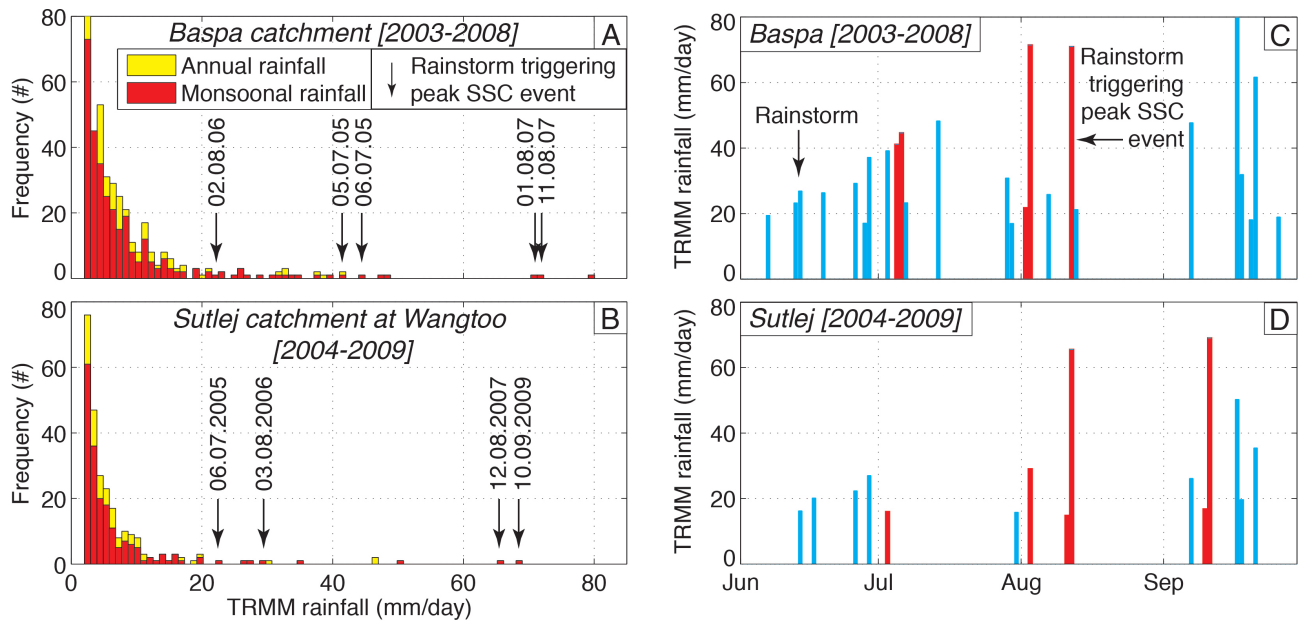 Baspa catchment [2003-2008]
A
Annual rainfall
Monsoonal rainfall
Rainstorm triggering
peak SSC event
02.08.06
05.07.05
06.07.05
01.08.07
11.08.07
Frequency (#)
80
60
40
20
0
Sutlej catchment at Wangtoo
[2004-2009]
B
06.07.2005
03.08.2006
12.08.2007
10.09.2009
Frequency (#)
80
60
40
20
0
0 20 40 60 80
TRMM rainfall (mm/day)
Baspa [2003-2008]
C
Rainstorm
Rainstorm
triggering
peak SSC
event
TRMM rainfall (mm/day)
80
60
40
20
0
Sutlej [2004-2009]
D
TRMM rainfall (mm/day)
80
60
40
20
0
Jun Jul Aug Sep